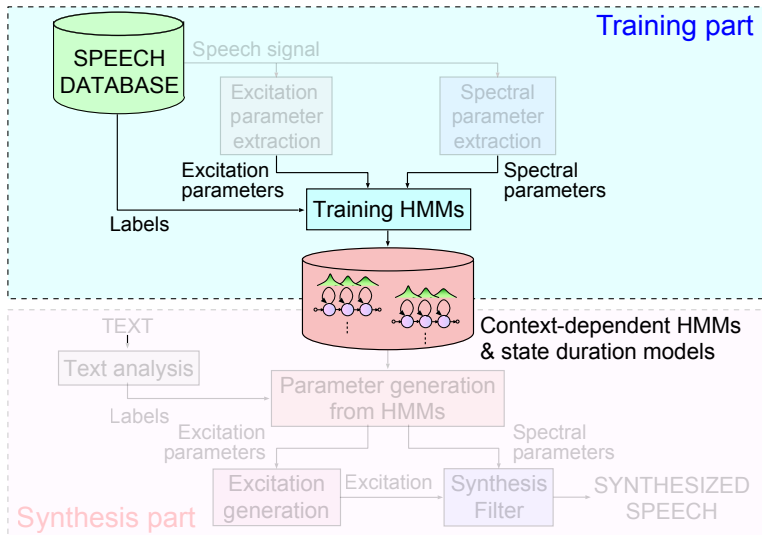 Training part
SPEECH
DATABASE
Speech signal
Excitation
parameter
extraction
Spectral
parameter
extraction
Excitation
parameters
Spectral
parameters
Labels
Training HMMs
Context-dependent HMMs
& state duration models
TEXT
Text analysis
Labels
Parameter generation
from HMMs
Excitation
parameters
Spectral
parameters
Excitation
generation
Excitation
Synthesis
Filter
SYNTHESIZED
SPEECH
Synthesis part